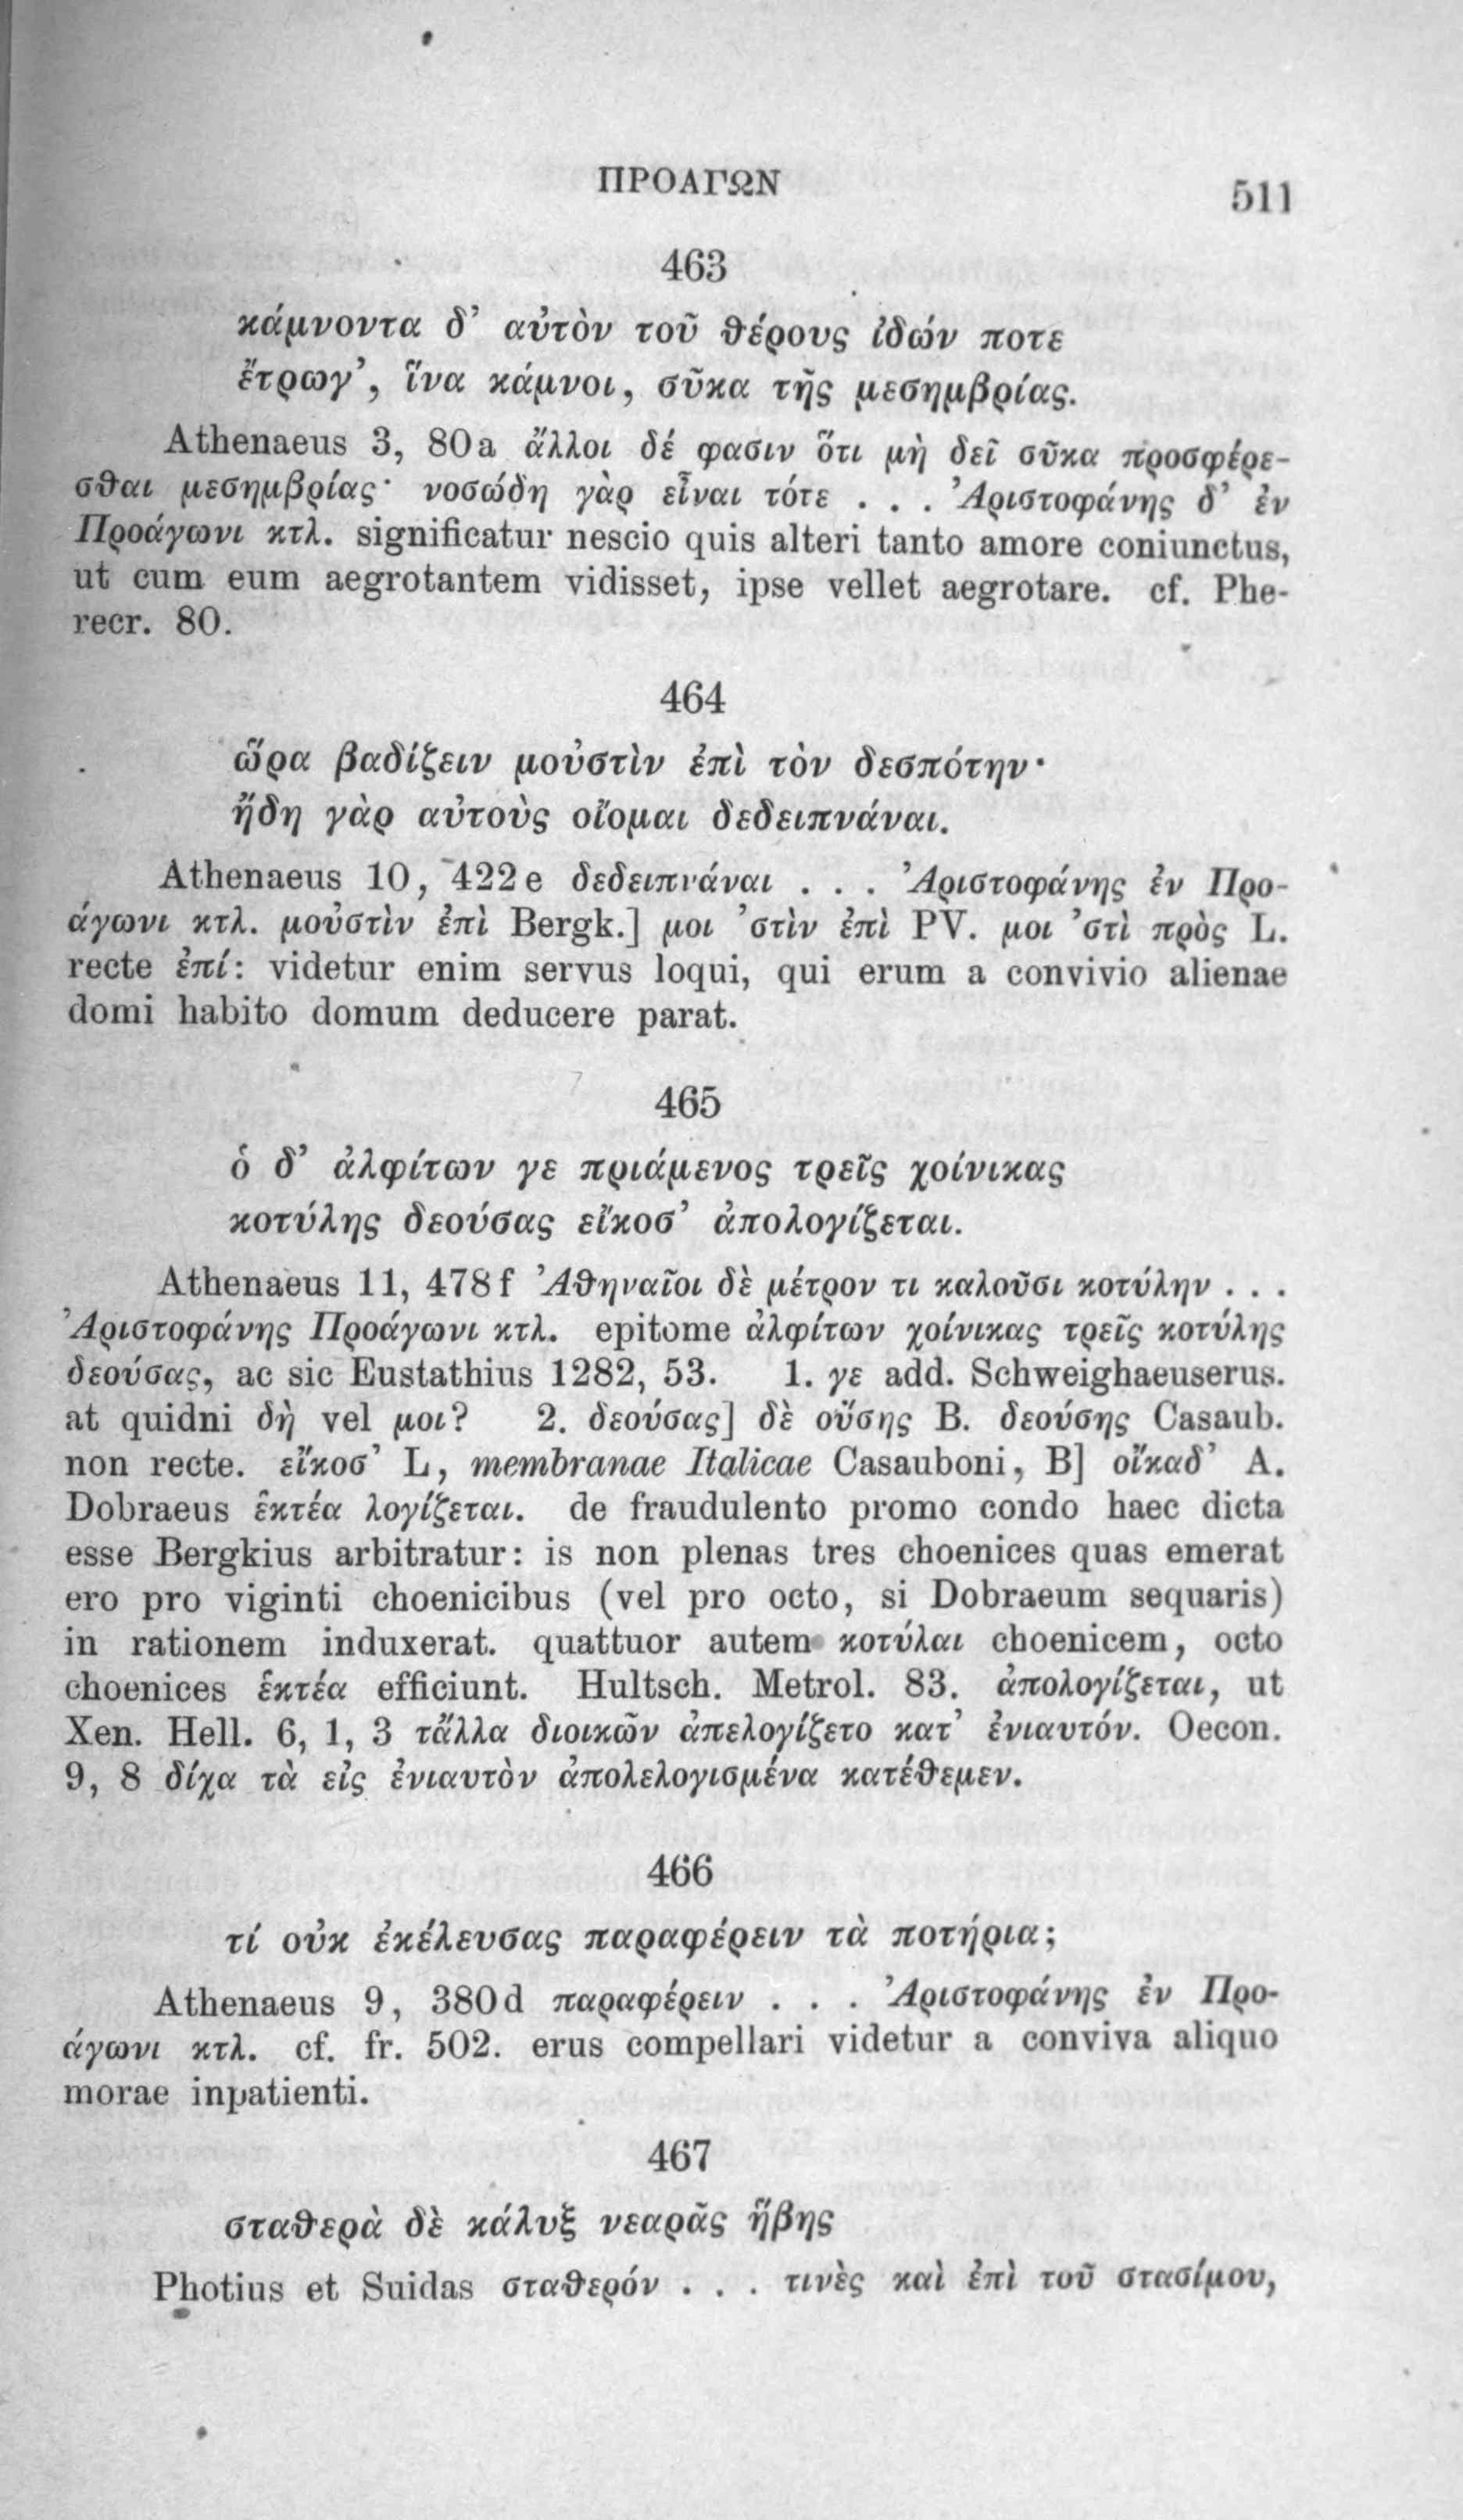 ΠΡΟΑΓΩΝ
511
463
κάμνοντα δ' αὐτὸν τοῦ θέρους ἰδών ποτε
ἔτρωγ', ἵνα κάμνοι, σῦκα τῆς μεσημβρίας.
Athenaeus 3, 80a ἄλλοι δέ φασιν ὅτι μὴ δεῖ σῦκα προσφέρε-
σθαι μεσημβρίας· νοσώδη γὰρ εἶναι τότε . . . Ἀριστοφάνης δ' ἐν
Προάγωνι κτλ. significatur nescio quis alteri tanto amore coniunctus,
ut cum eum aegrotantem vidisset, ipse vellet aegrotare. cf. Phe-
recr. 80.
464
ὥρα βαδίζειν μοὐστὶν ἐπὶ τὸν δεσπότην·
ἤδη γὰρ αὐτοὺς οἴομαι δεδειπνάναι.
Athenaeus 10, 422e δεδειπνάναι . . . Ἀριστοφάνης ἐν Προ-
άγωνι κτλ. μοὐστὶν ἐπὶ Bergk.] μοι 'στὶν ἐπὶ PV. μοι 'στὶ πρὸς L.
recte ἐπί: videtur enim servus loqui, qui erum a convivio alienae
domi habito domum deducere parat.
465
ὁ δ' ἀλφίτων γε πριάμενος τρεῖς χοίνικας
κοτύλης δεούσας εἴκοσ' ἀπολογίζεται.
Athenaeus 11, 478f Ἀθηναῖοι δὲ μέτρον τι καλοῦσι κοτύλην . . .
Ἀριστοφάνης Προάγωνι κτλ. epitome ἀλφίτων χοίνικας τρεῖς κοτύλης
δεούσας, ac sic Eustathius 1282, 53. 1. γε add. Schweighaeuserus.
at quidni δὴ vel μοι? 2. δεούσας] δὲ οὔσης B. δεούσης Casaub.
non recte. εἴκοσ' L, membranae Italicae Casauboni, B] οἴκαδ' A.
Dobraeus ἑκτέα λογίζεται. de fraudulento promo condo haec dicta
esse Bergkius arbitratur: is non plenas tres choenices quas emerat
ero pro viginti choenicibus (vel pro octo, si Dobraeum sequaris)
in rationem induxerat. quattuor autem κοτύλαι choenicem, octo
choenices ἑκτέα efficiunt. Hultsch. Metrol. 83. ἀπολογίζεται, ut
Xen. Hell. 6, 1, 3 τἄλλα διοικῶν ἀπελογίζετο κατ' ἐνιαυτόν. Oecon.
9, 8 δίχα τὰ εἰς ἐνιαυτὸν ἀπολελογισμένα κατέθεμεν.
466
τί οὐκ ἐκέλευσας παραφέρειν τὰ ποτήρια;
Athenaeus 9, 380d παραφέρειν . . . Ἀριστοφάνης ἐν Προ-
άγωνι κτλ. cf. fr. 502. erus compellari videtur a conviva aliquo
morae inpatienti.
467
σταθερὰ δὲ κάλυξ νεαρᾶς ἥβης
Photius et Suidas σταθερόν . . . τινὲς καὶ ἐπὶ τοῦ στασίμου,